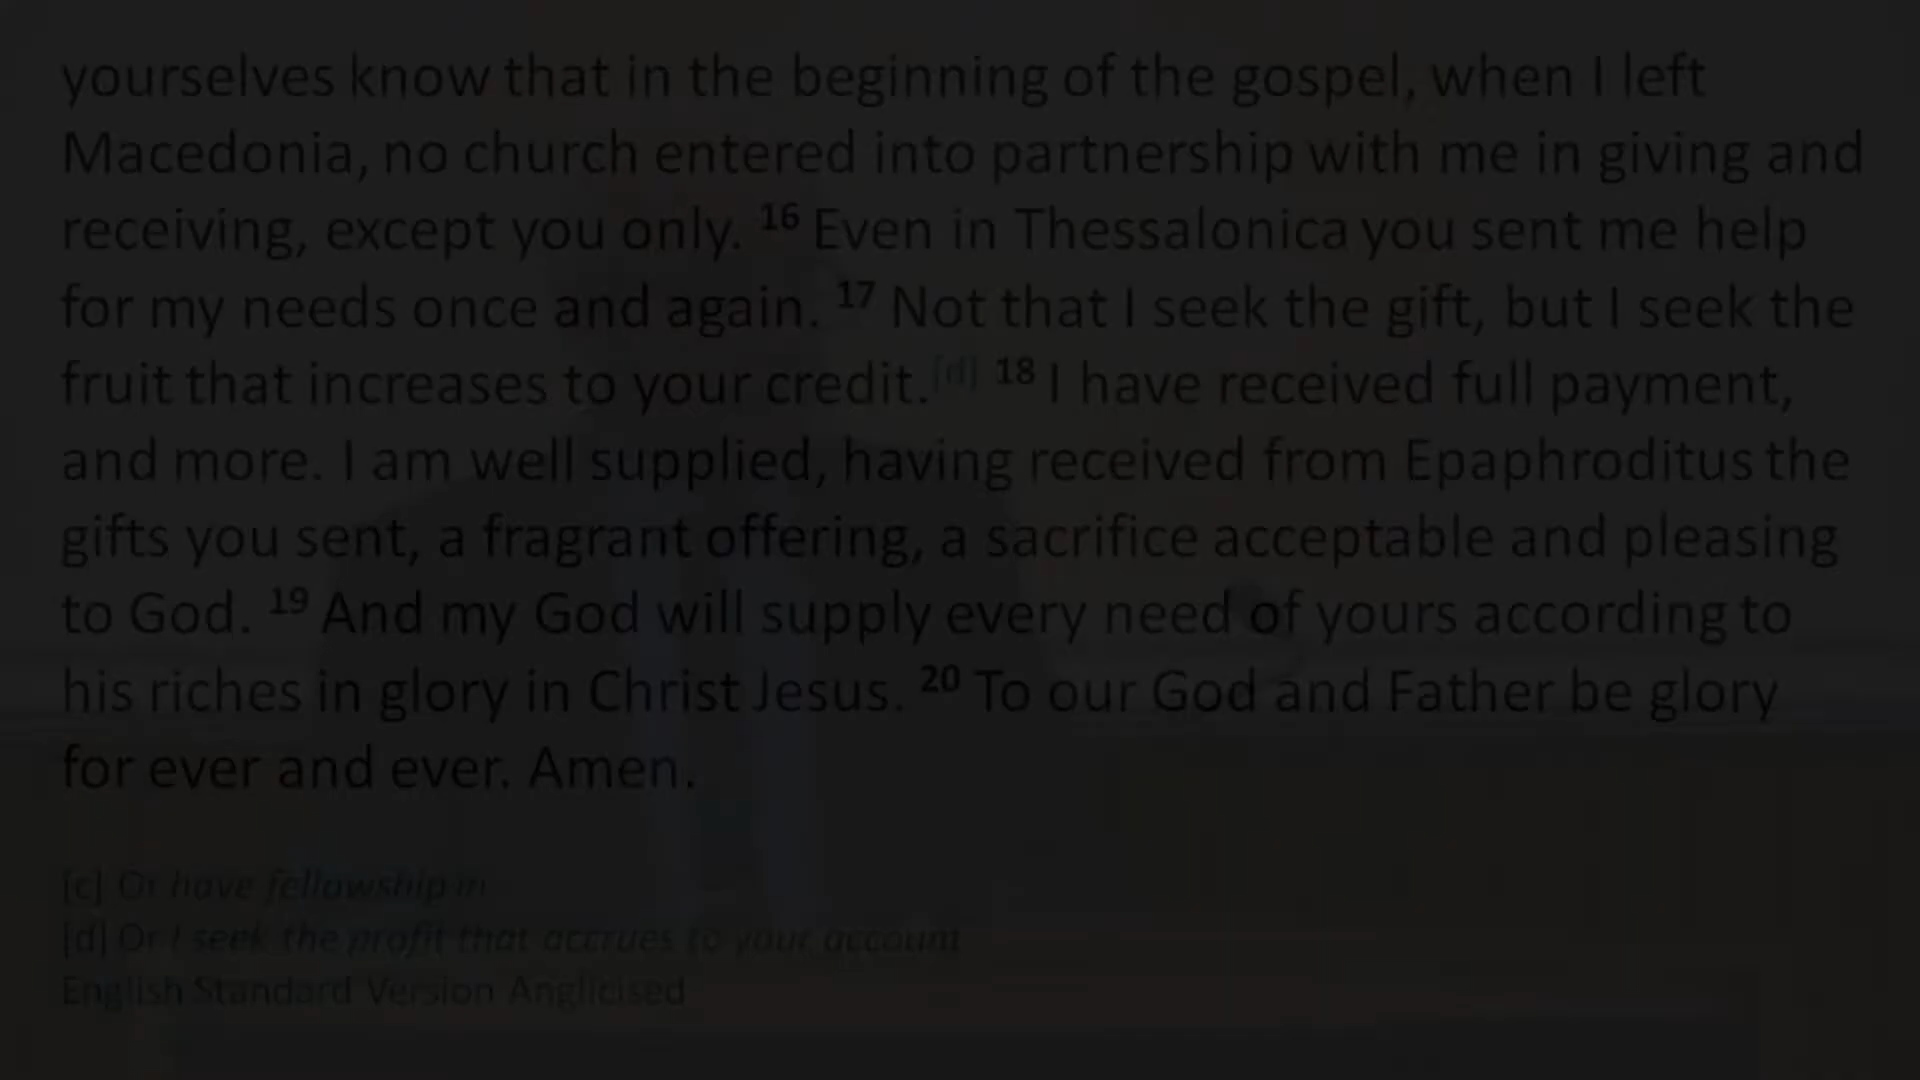 yourselves know that in the beginning of the gospel, when I left
Macedonia, no church entered into partnership with me in giving and
receiving, except you only. 16 Even in Thessalonica you sent me help
for my needs once and again. 17 Not that I seek the gift, but I seek the
fruit that increases to your credit.[d] 18 I have received full payment,
and more. I am well supplied, having received from Epaphroditus the
gifts you sent, a fragrant offering, a sacrifice acceptable and pleasing
to God. 19 And my God will supply every need of yours according to
his riches in glory in Christ Jesus. 20 To our God and Father be glory
for ever and ever. Amen.
[c] Or have fellowship in
[d] Or I seek the profit that accrues to your account
English Standard Version Anglicised